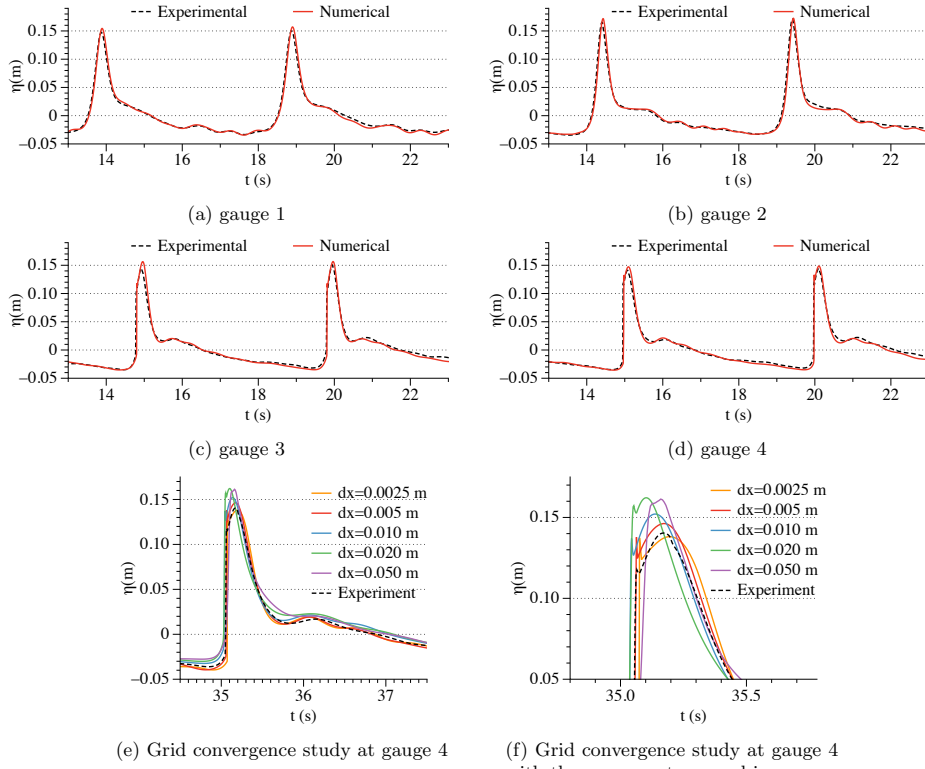 Experimental Numerical
0.15
0.10
0.05
0
−0.05
η(m)
14 16 18 20 22
t (s)
(a) gauge 1
Experimental Numerical
0.15
0.10
0.05
0
−0.05
η(m)
14 16 18 20 22
t (s)
(b) gauge 2
Experimental Numerical
0.15
0.10
0.05
0
−0.05
η(m)
14 16 18 20 22
t (s)
(c) gauge 3
Experimental Numerical
0.15
0.10
0.05
0
−0.05
η(m)
14 16 18 20 22
t (s)
(d) gauge 4
0.15
0.10
0.05
0
−0.05
η(m)
dx=0.0025 m
dx=0.005 m
dx=0.010 m
dx=0.020 m
dx=0.050 m
Experiment
35 36 37
t (s)
(e) Grid convergence study at gauge 4
0.15
0.10
0.05
η(m)
dx=0.0025 m
dx=0.005 m
dx=0.010 m
dx=0.020 m
dx=0.050 m
Experiment
35.0 35.5
t (s)
(f) Grid convergence study at gauge 4